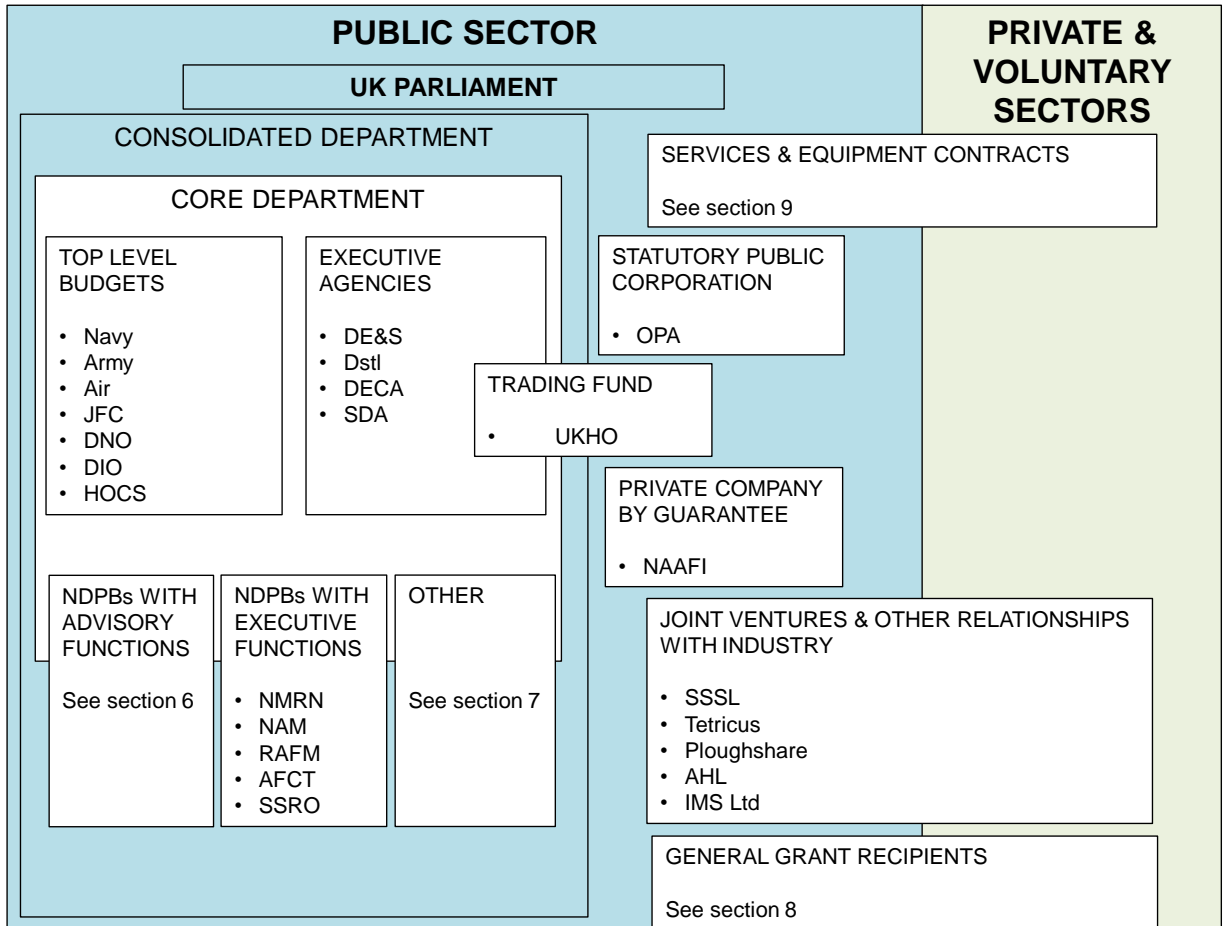 PUBLIC SECTOR
UK PARLIAMENT
PRIVATE &
VOLUNTARY
SECTORS
CONSOLIDATED DEPARTMENT
CORE DEPARTMENT
TOP LEVEL
BUDGETS
• Navy
• Army
• Air
• JFC
• DNO
• DIO
• HOCS
EXECUTIVE
AGENCIES
• DE&S
• Dstl
• DECA
• SDA
TRADING FUND
• UKHO
NDPBs WITH
ADVISORY
FUNCTIONS
See section 6
NDPBs WITH
EXECUTIVE
FUNCTIONS
• NMRN
• NAM
• RAFM
• AFCT
• SSRO
OTHER
See section 7
SERVICES & EQUIPMENT CONTRACTS
See section 9
STATUTORY PUBLIC
CORPORATION
• OPA
PRIVATE COMPANY
BY GUARANTEE
• NAAFI
JOINT VENTURES & OTHER RELATIONSHIPS
WITH INDUSTRY
• SSSL
• Tetricus
• Ploughshare
• AHL
• IMS Ltd
GENERAL GRANT RECIPIENTS
See section 8